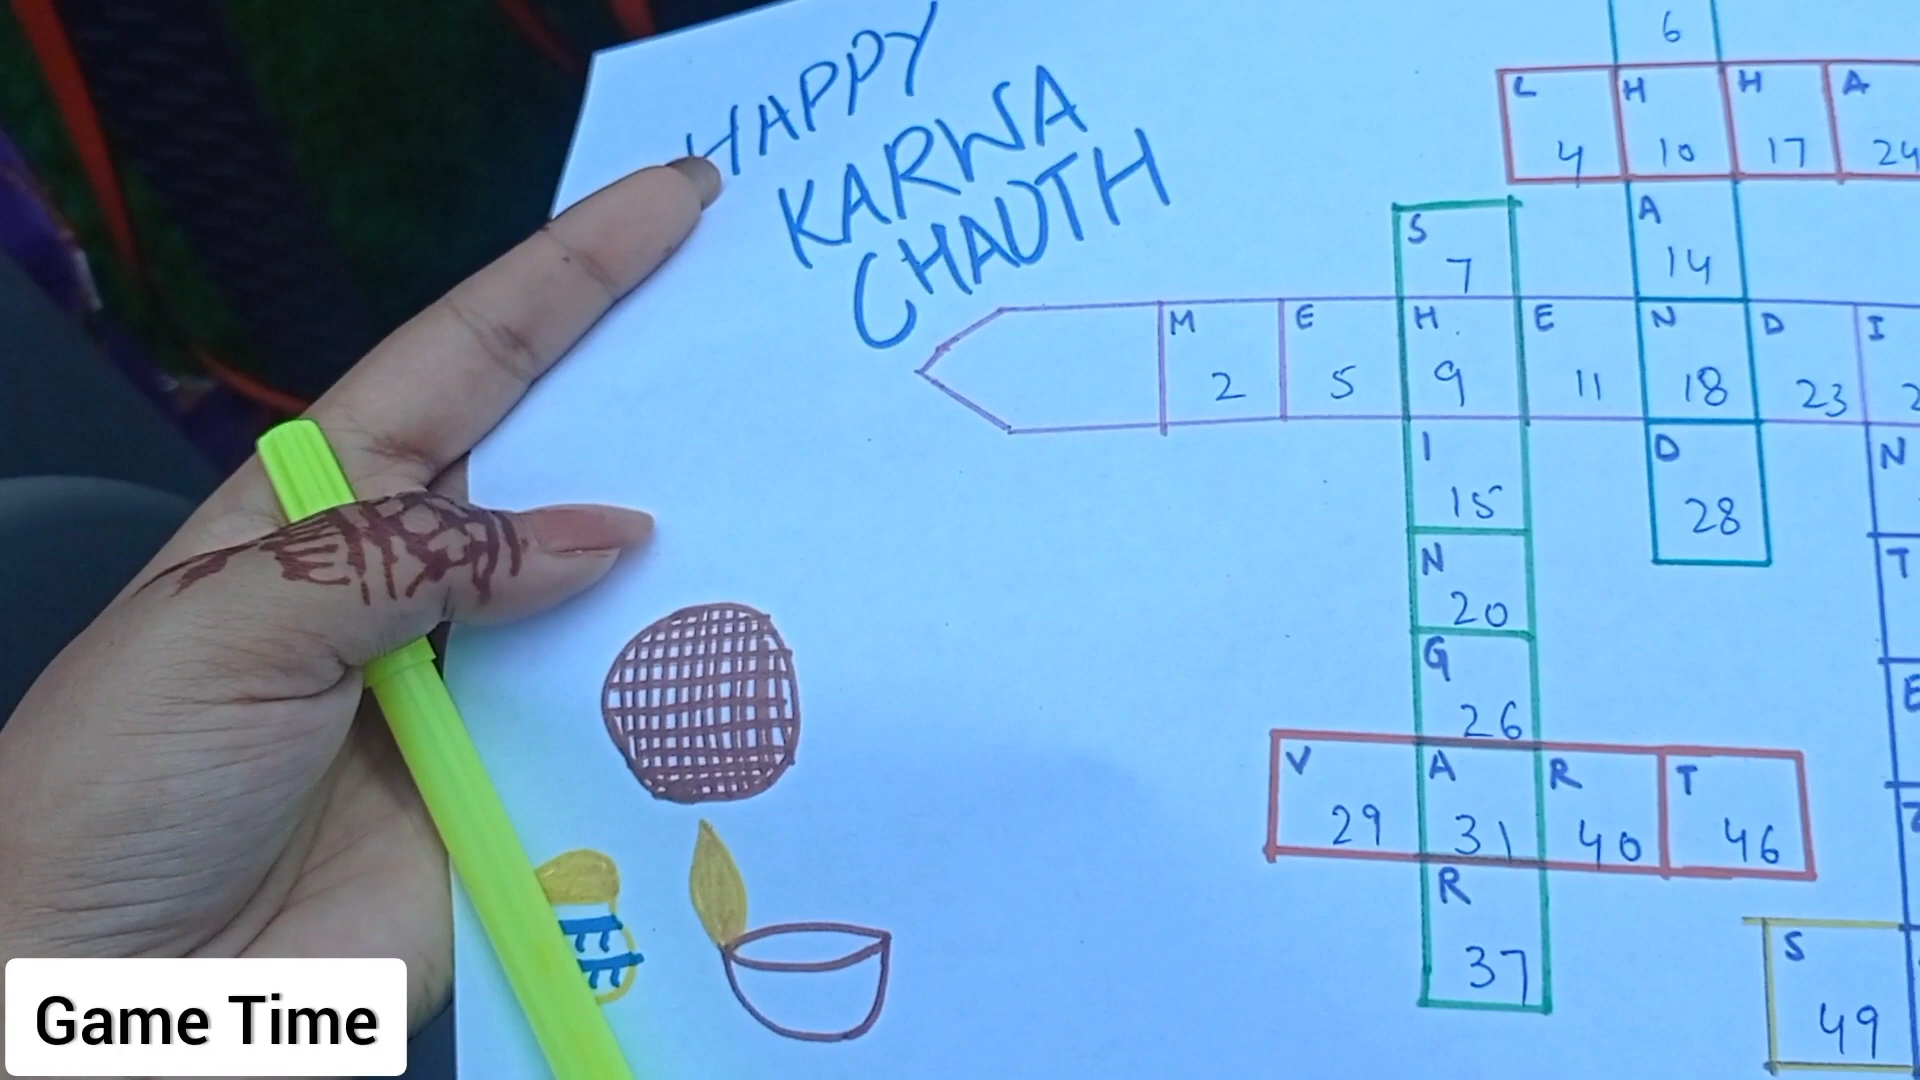 HAPPY
KARWA
CHAUTH
6
L H H A
4 10 17 24
S A
7 14
M E H E N D I
2 5 9 11 18 23
I D N
15 28
N T
20
G E
26
V A R T
29 31 40 46
R
37
S
49
Game Time